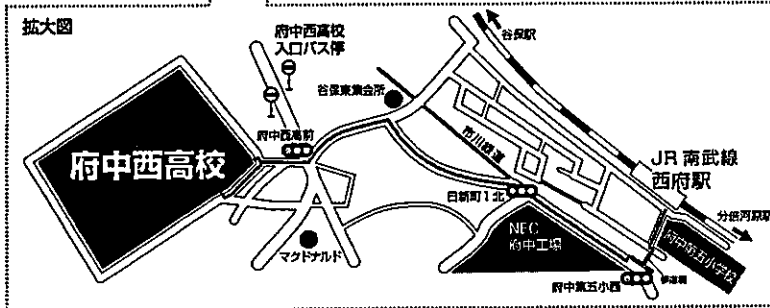 拡大図
府中西高校
入口バス停
谷保駅
谷保東集会所
府中西高前
府中西高校
市川緑道
JR 南武線
西府駅
日新町1北
分倍河原駅
NEC
府中工場
府中第五小学校
マクドナルド
府中第五小西
歩道橋